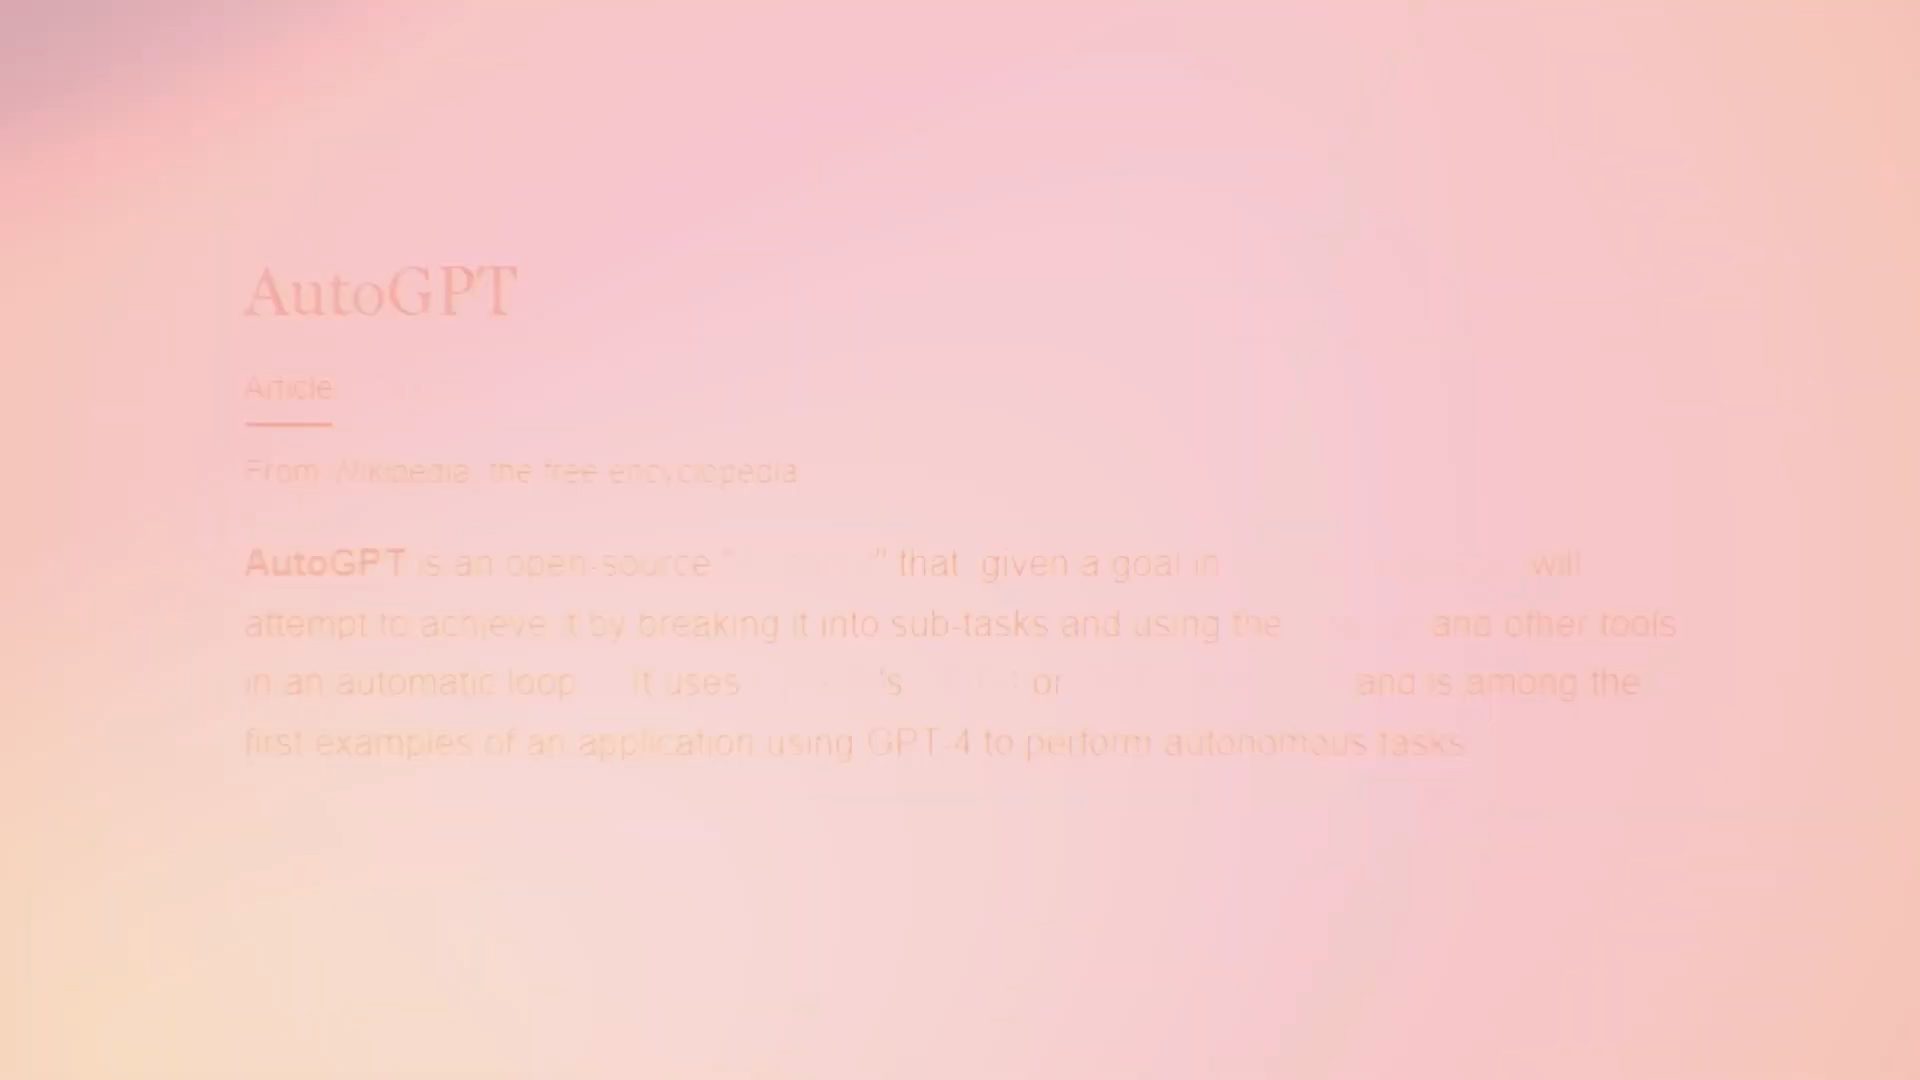 AutoGPT
Article
From Wikipedia, the free encyclopedia
AutoGPT is an open-source " " that, given a goal in will
attempt to achieve it by breaking it into sub-tasks and using the and other tools
in an automatic loop. It uses 's or and is among the
first examples of an application using GPT-4 to perform autonomous tasks.